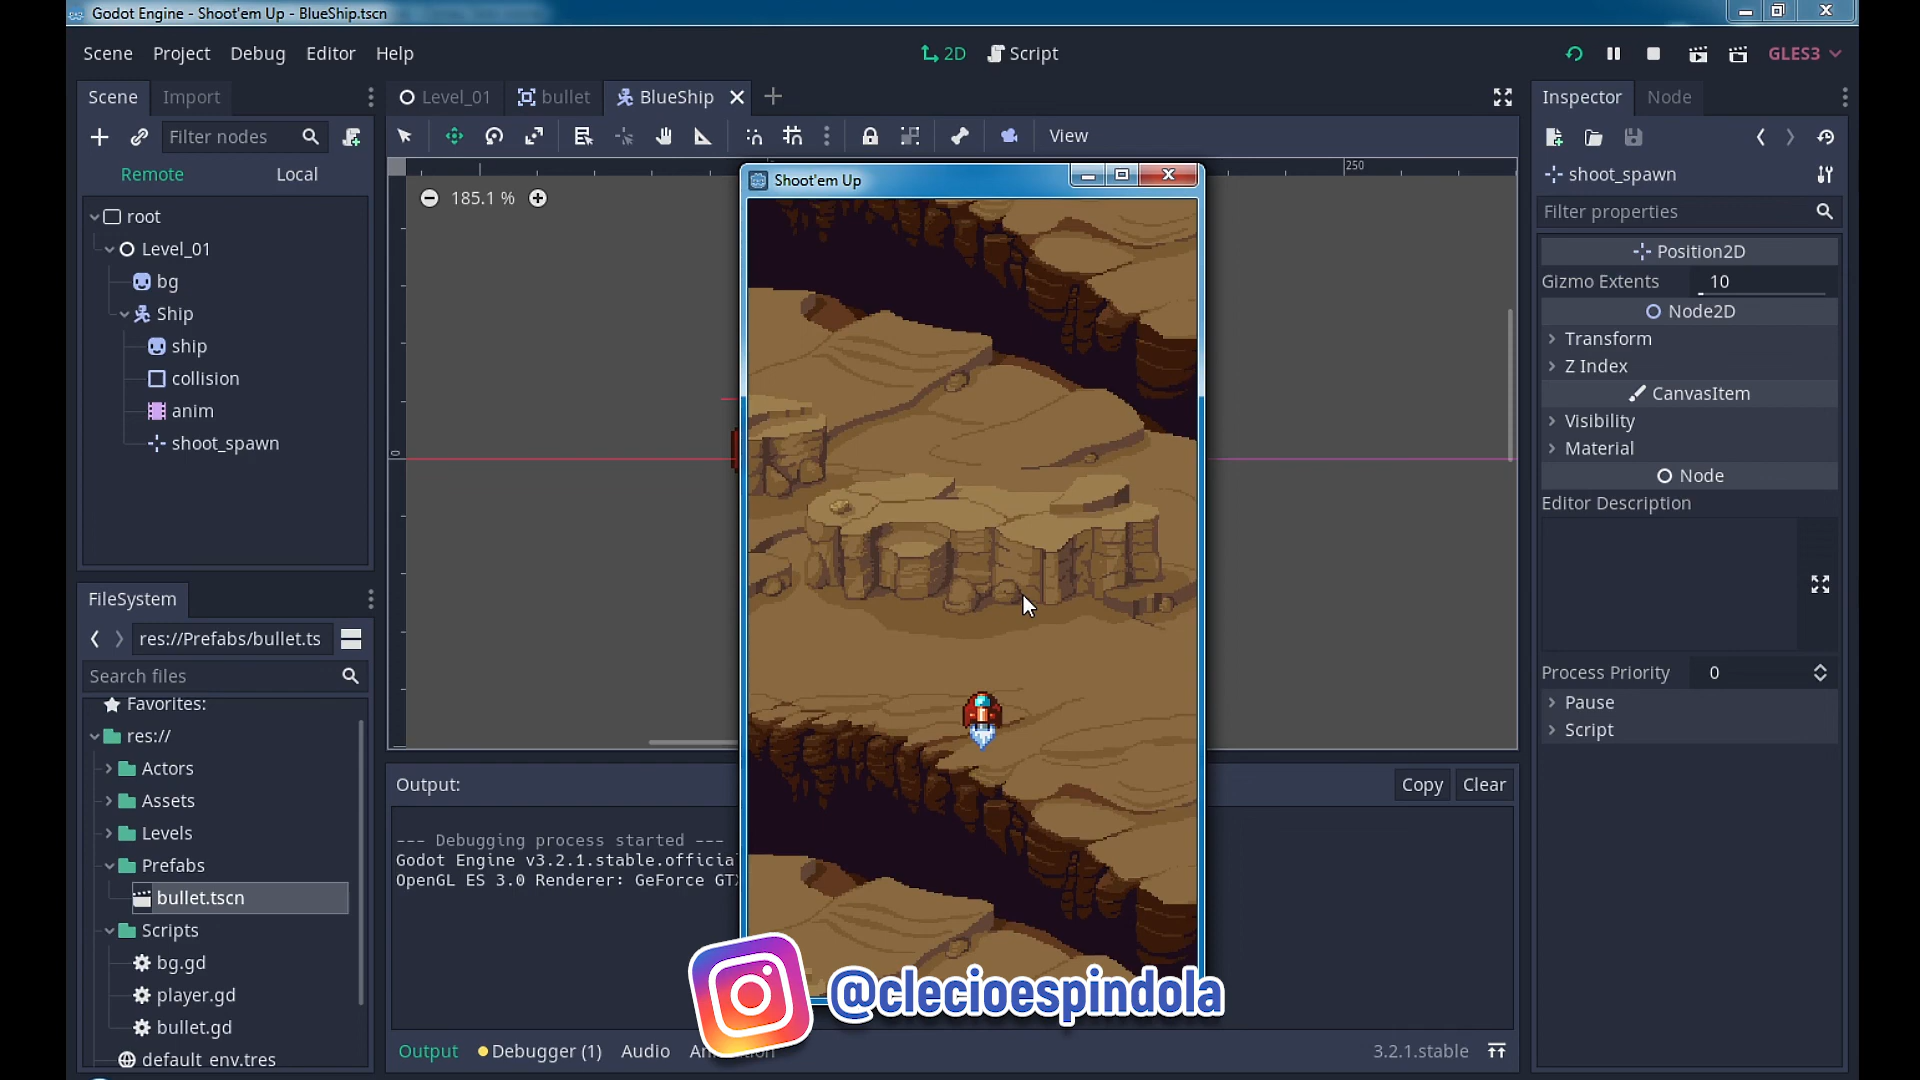 Godot Engine - Shoot'em Up - BlueShip.tscn
Scene Project Debug Editor Help
2D Script
GLES3
Scene Import
Level_01 bullet BlueShip
Inspector Node
Filter nodes
View
Remote Local
shoot_spawn
Filter properties
185.1 %
250
0
Shoot'em Up
root
Level_01
bg
Ship
ship
collision
anim
shoot_spawn
Position2D
Gizmo Extents 10
Node2D
Transform
Z Index
CanvasItem
Visibility
Material
Node
Editor Description
Process Priority 0
Pause
Script
FileSystem
res://Prefabs/bullet.ts
Search files
Favorites:
res://
Actors
Assets
Levels
Prefabs
bullet.tscn
Scripts
bg.gd
player.gd
bullet.gd
default_env.tres
Output: Copy Clear
--- Debugging process started ---
Godot Engine v3.2.1.stable.official
OpenGL ES 3.0 Renderer: GeForce GTX
@clecioespindola
Output Debugger (1) Audio
3.2.1.stable